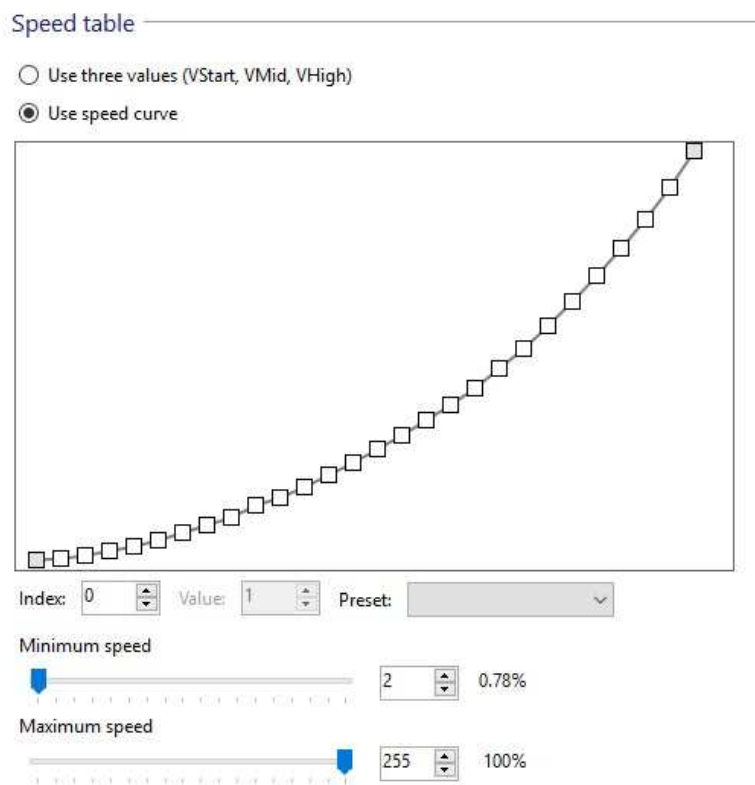 Speed table
Use three values (VStart, VMid, VHigh)
Use speed curve
Index: 0 Value: 1 Preset:
Minimum speed
2 0.78%
Maximum speed
255 100%